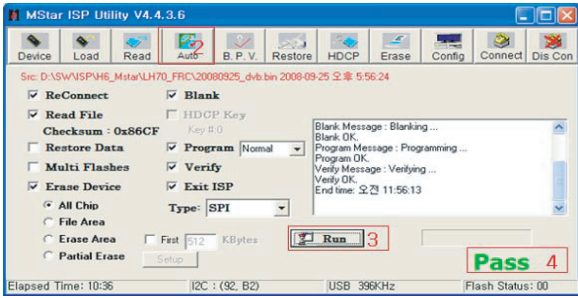 MStar ISP Utility V4.4.3.6
Device Load Read Auto 2 B. P. V. Restore HDCP Erase Config Connect Dis Con
Src: D:\SW\ISP\H6_Mstar\LH70_FRC\20080925_dvb.bin 2008-09-25 오후 5:56:24
ReConnect Blank
Read File HDCP Key
Checksum : 0x86CF Key #:0
Restore Data Program Normal
Multi Flashes Verify
Erase Device Exit ISP
All Chip Type: SPI
File Area
Erase Area First 512 KBytes
Partial Erase Setup
Blank Message : Blanking ...
Blank OK.
Program Message : Programming ...
Program OK.
Verify Message : Verifying ...
Verify OK.
End time: 오전 11:56:13
Run 3
Pass 4
Elapsed Time: 10:36 I2C : (92, B2) USB 396KHz Flash Status: 00